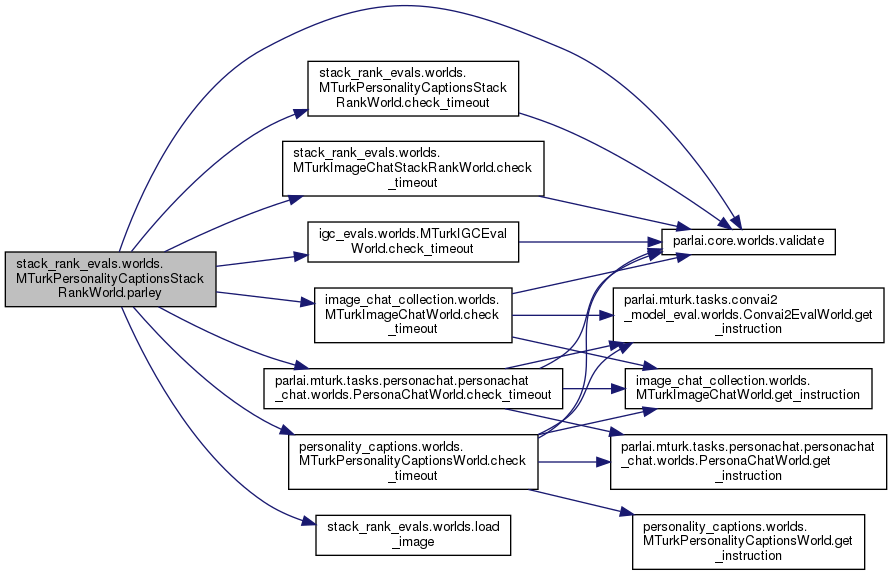 stack_rank_evals.worlds.
MTurkPersonalityCaptionsStack
RankWorld.parley
stack_rank_evals.worlds.
MTurkPersonalityCaptionsStack
RankWorld.check_timeout
stack_rank_evals.worlds.
MTurkImageChatStackRankWorld.check
_timeout
igc_evals.worlds.MTurkIGCEval
World.check_timeout
image_chat_collection.worlds.
MTurkImageChatWorld.check
_timeout
parlai.mturk.tasks.personachat.personachat
_chat.worlds.PersonaChatWorld.check_timeout
personality_captions.worlds.
MTurkPersonalityCaptionsWorld.check
_timeout
stack_rank_evals.worlds.load
_image
parlai.core.worlds.validate
parlai.mturk.tasks.convai2
_model_eval.worlds.Convai2EvalWorld.get
_instruction
image_chat_collection.worlds.
MTurkImageChatWorld.get_instruction
parlai.mturk.tasks.personachat.personachat
_chat.worlds.PersonaChatWorld.get
_instruction
personality_captions.worlds.
MTurkPersonalityCaptionsWorld.get
_instruction